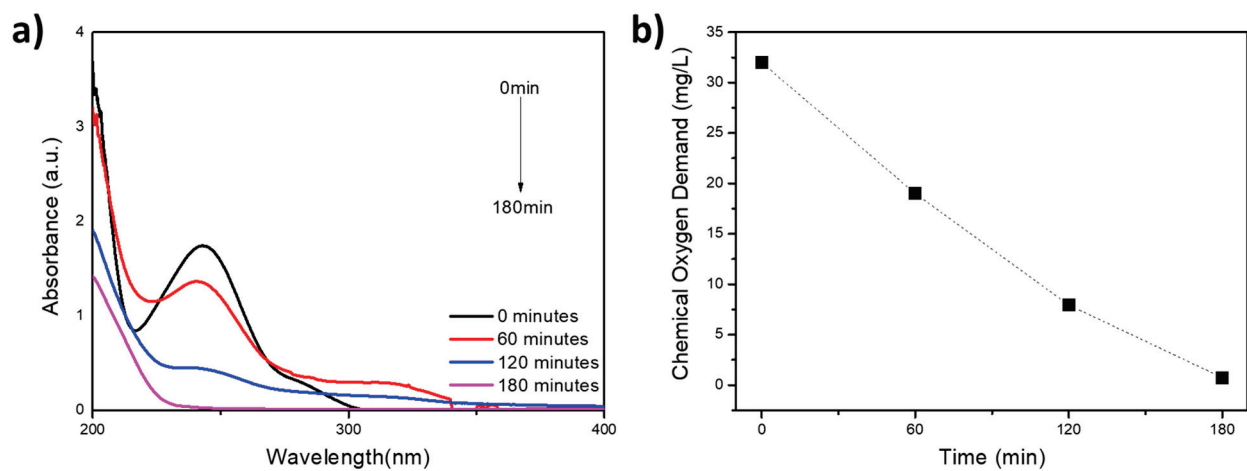 a)
Absorbance (a.u.)
4
3
2
1
0
200
300
400
Wavelength(nm)
0min
180min
0 minutes
60 minutes
120 minutes
180 minutes
b)
Chemical Oxygen Demand (mg/L)
35
30
25
20
15
10
5
0
0
60
120
180
Time (min)